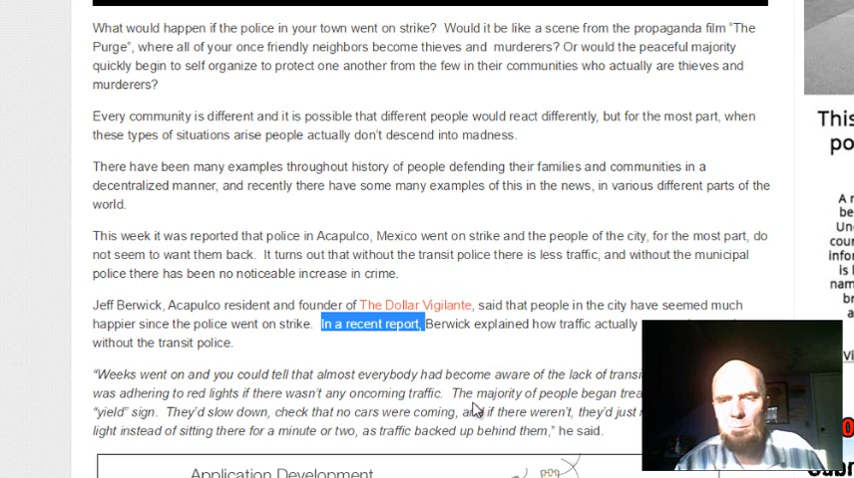 What would happen if the police in your town went on strike?  Would it be like a scene from the propaganda film "The
Purge", where all of your once friendly neighbors become thieves and  murderers? Or would the peaceful majority
quickly begin to self organize to protect one another from the few in their communities who actually are thieves and
murderers?
Every community is different and it is possible that different people would react differently, but for the most part, when
these types of situations arise people actually don't descend into madness.
There have been many examples throughout history of people defending their families and communities in a
decentralized manner, and recently there have some many examples of this in the news, in various different parts of the
world.
This week it was reported that police in Acapulco, Mexico went on strike and the people of the city, for the most part, do
not seem to want them back.  It turns out that without the transit police there is less traffic, and without the municipal
police there has been no noticeable increase in crime.
Jeff Berwick, Acapulco resident and founder of The Dollar Vigilante, said that people in the city have seemed much
happier since the police went on strike.  In a recent report, Berwick explained how traffic actually
without the transit police.
"Weeks went on and you could tell that almost everybody had become aware of the lack of
was adhering to red lights if there wasn't any oncoming traffic.  The majority of people began
"yield" sign.  They'd slow down, check that no cars were coming, and if there weren't, they'd just
light instead of sitting there for a minute or two, as traffic backed up behind them," he said.
Application Development
pop
This
po
A
be
Un
cou
infor
is
nam